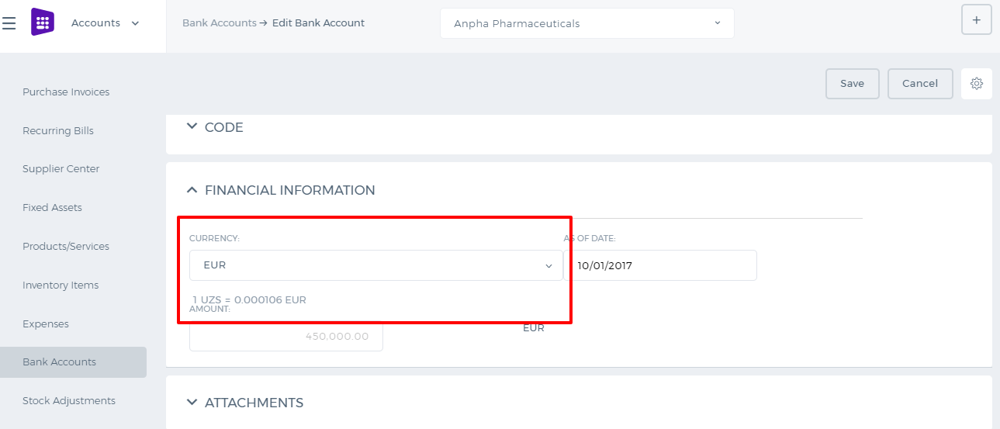 Accounts
Bank Accounts → Edit Bank Account
Anpha Pharmaceuticals
+
Save
Cancel
Purchase Invoices
Recurring Bills
Supplier Center
Fixed Assets
Products/Services
Inventory Items
Expenses
Bank Accounts
Stock Adjustments
CODE
FINANCIAL INFORMATION
CURRENCY:
AS OF DATE:
EUR
10/01/2017
1 UZS = 0.000106 EUR
AMOUNT:
EUR
450,000.00
ATTACHMENTS